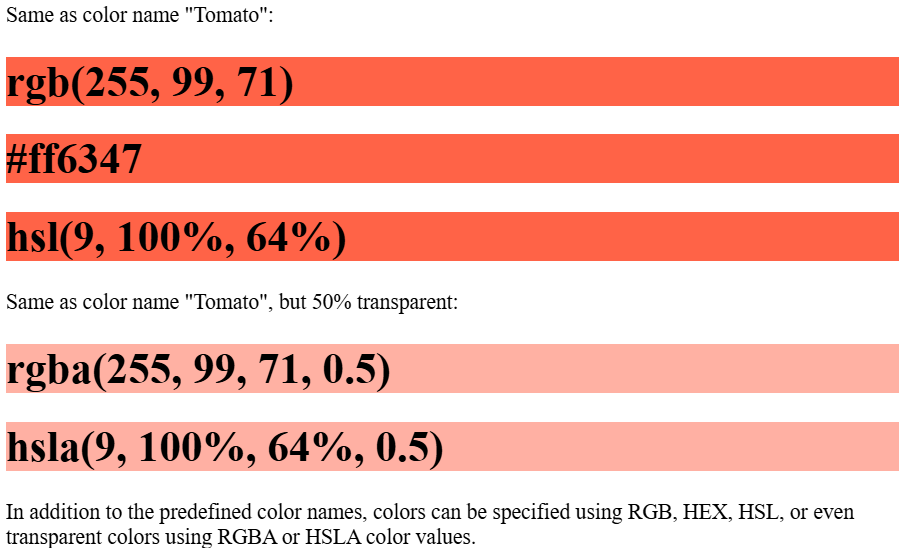 Same as color name "Tomato":
rgb(255, 99, 71)
#ff6347
hsl(9, 100%, 64%)
Same as color name "Tomato", but 50% transparent:
rgba(255, 99, 71, 0.5)
hsla(9, 100%, 64%, 0.5)
In addition to the predefined color names, colors can be specified using RGB, HEX, HSL, or even
transparent colors using RGBA or HSLA color values.